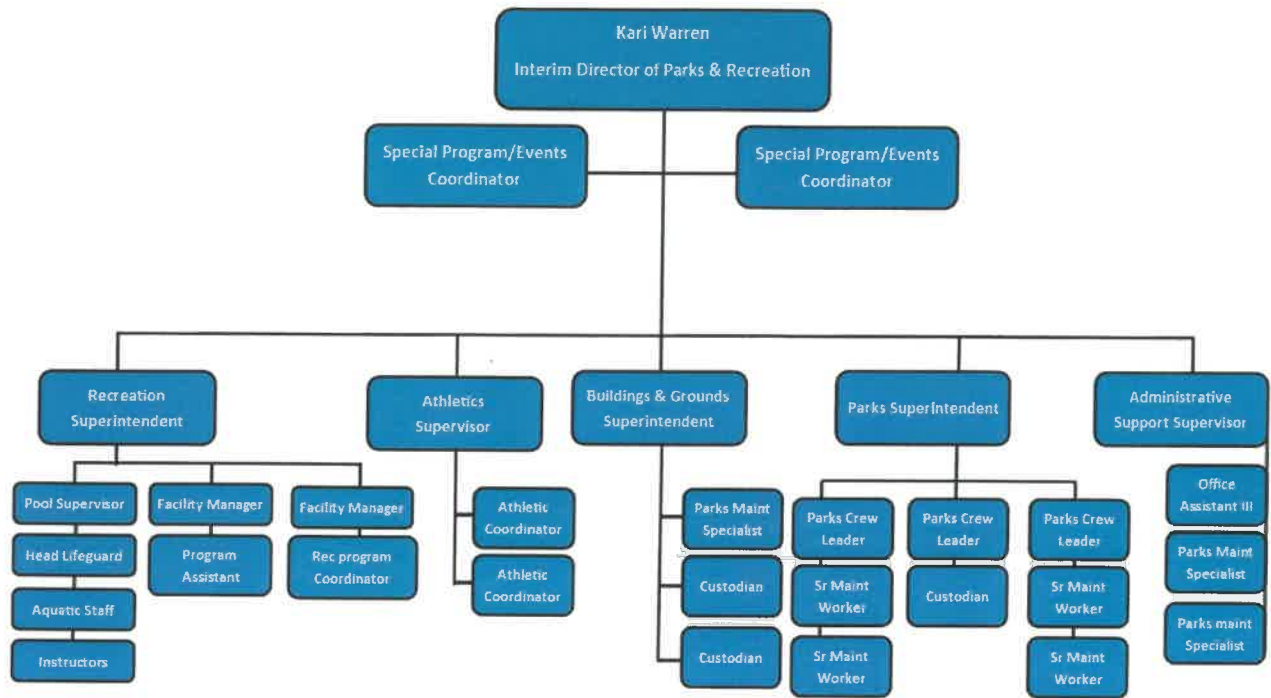 Kari Warren
Interim Director of Parks & Recreation
Special Program/Events
Coordinator
Special Program/Events
Coordinator
Recreation
Superintendent
Athletics
Supervisor
Buildings & Grounds
Superintendent
Parks Superintendent
Administrative
Support Supervisor
Pool Supervisor
Head Lifeguard
Aquatic Staff
Instructors
Facility Manager
Program
Assistant
Facility Manager
Rec program
Coordinator
Athletic
Coordinator
Athletic
Coordinator
Parks Maint
Specialist
Custodian
Custodian
Parks Crew
Leader
Sr Maint
Worker
Sr Maint
Worker
Parks Crew
Leader
Custodian
Parks Crew
Leader
Sr Maint
Worker
Sr Maint
Worker
Office
Assistant III
Parks Maint
Specialist
Parks maint
Specialist